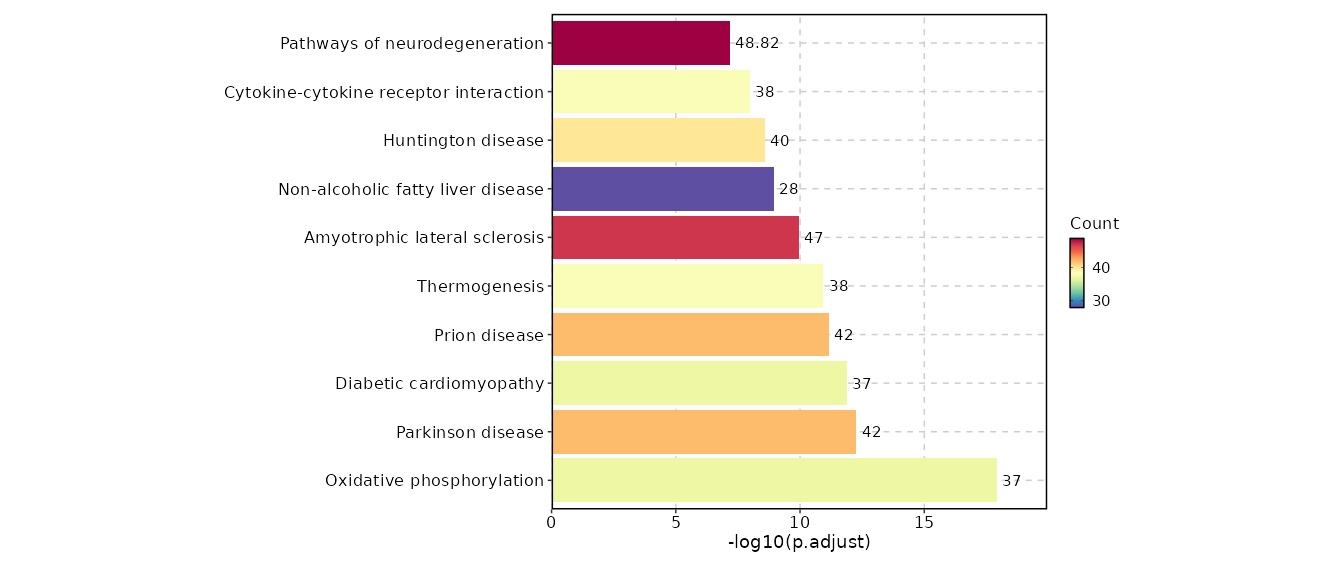 Pathways of neurodegeneration 48.82
Cytokine-cytokine receptor interaction 38
Huntington disease 40
Non-alcoholic fatty liver disease 28
Amyotrophic lateral sclerosis 47
Thermogenesis 38
Prion disease 42
Diabetic cardiomyopathy 37
Parkinson disease 42
Oxidative phosphorylation 37
0 5 10 15
-log10(p.adjust)
Count
40
30